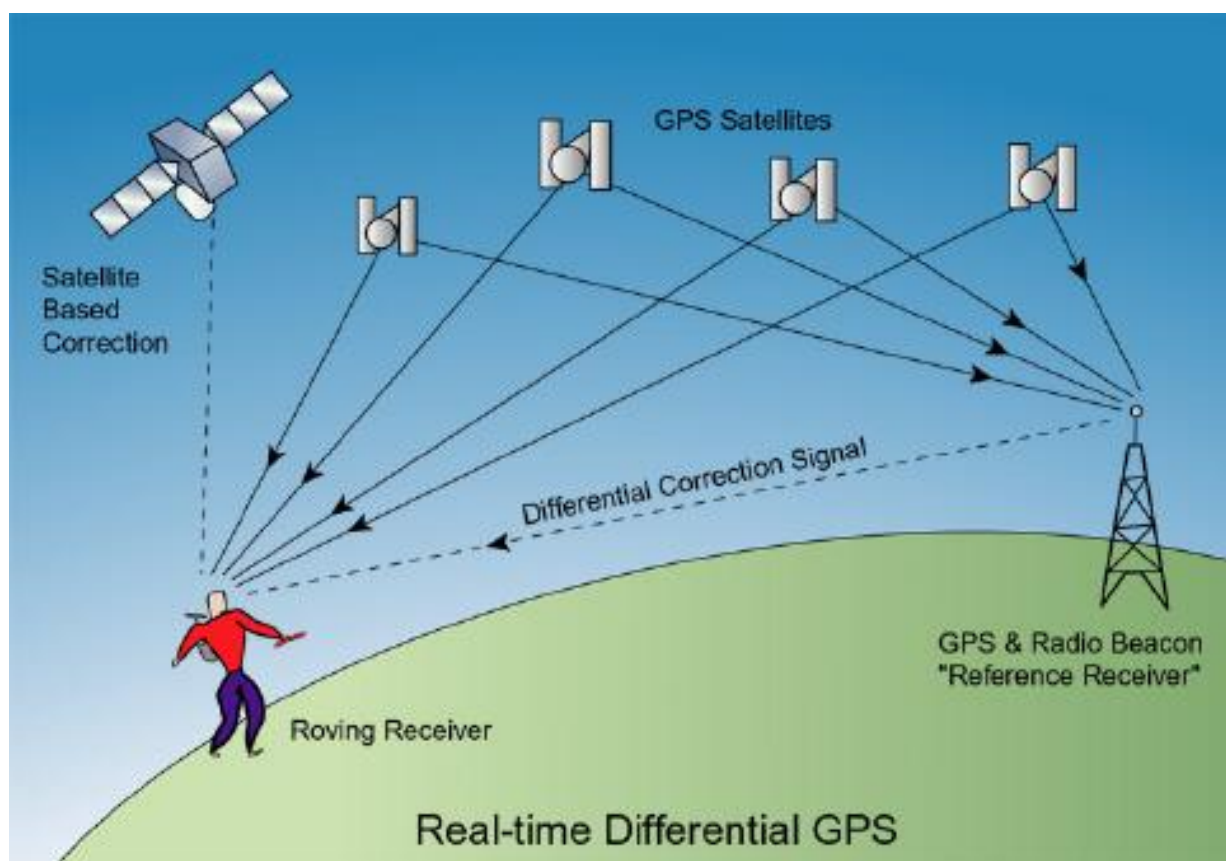 GPS Satellites
Satellite
Based
Correction
Differential Correction Signal
GPS & Radio Beacon
"Reference Receiver"
Roving Receiver
Real-time Differential GPS